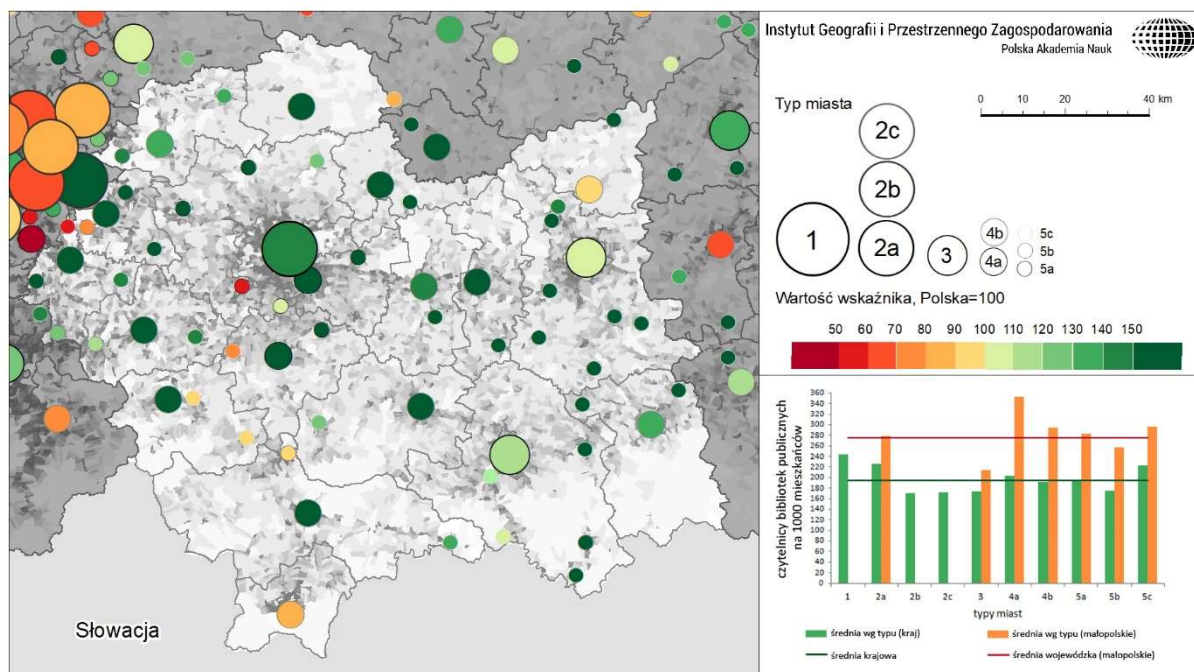 Słowacja
Instytut Geografii i Przestrzennego Zagospodarowania
Polska Akademia Nauk
Typ miasta
0 10 20 40 km
2c
2b
1
2a
3
4b
4a
5c
5b
5a
Wartość wskaźnika, Polska=100
50 60 70 80 90 100 110 120 130 150
czytelnicy bibliotek publicznych
na 1000 mieszkańców
360
340
320
300
280
260
240
220
200
180
160
140
120
100
80
60
40
20
0
1 2a 2b 2c 3 4a 4b 5a 5b 5c
typy miast
średnia wg typu (kraj)
średnia wg typu (małopolskie)
średnia krajowa
średnia wojewódzka (małopolskie)